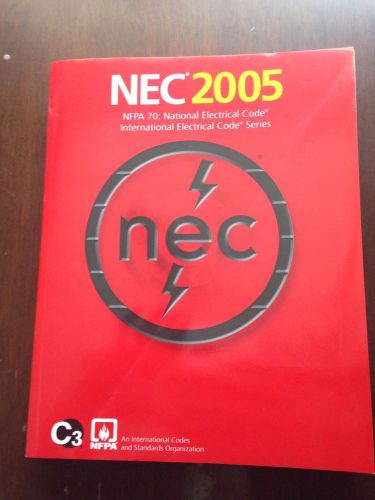 NEC® 2005
NFPA 70: National Electrical Code®
International Electrical Code® Series
nec®
C3
NFPA
An International Codes
and Standards Organization